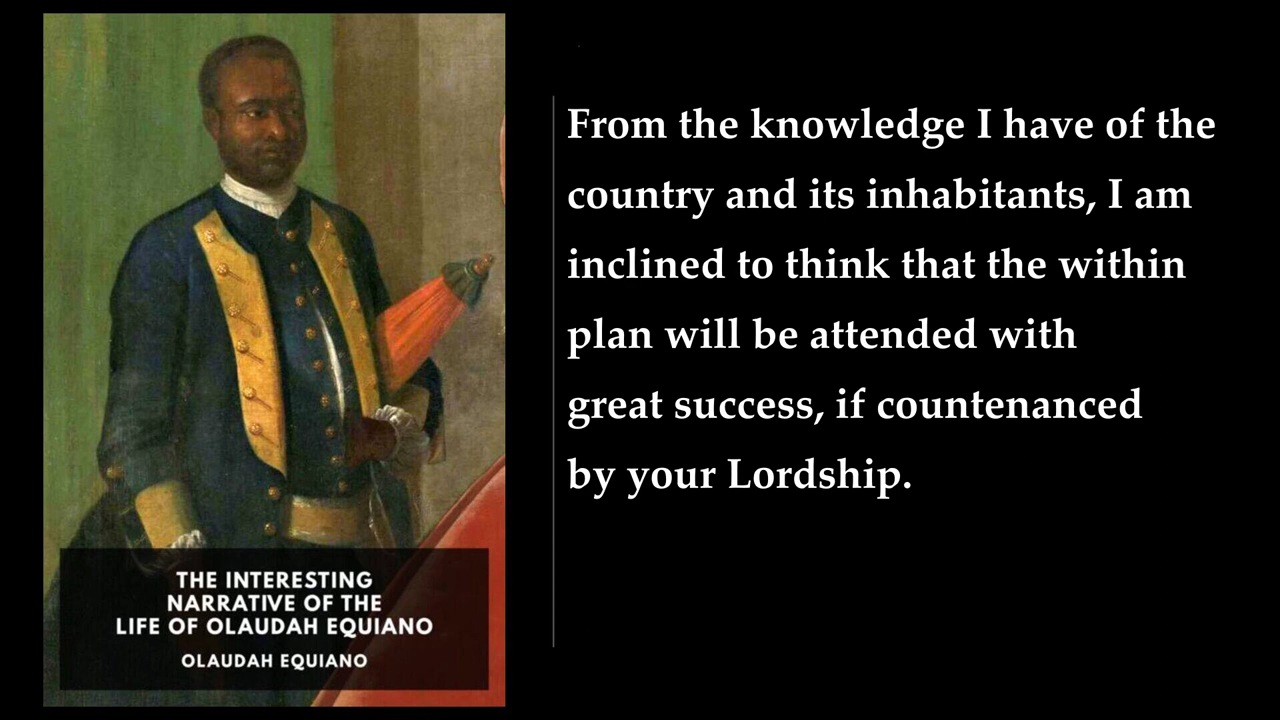 From the knowledge I have of the
country and its inhabitants, I am
inclined to think that the within
plan will be attended with
great success, if countenanced
by your Lordship.
THE INTERESTING
NARRATIVE OF THE
LIFE OF OLAUDAH EQUIANO
OLAUDAH EQUIANO